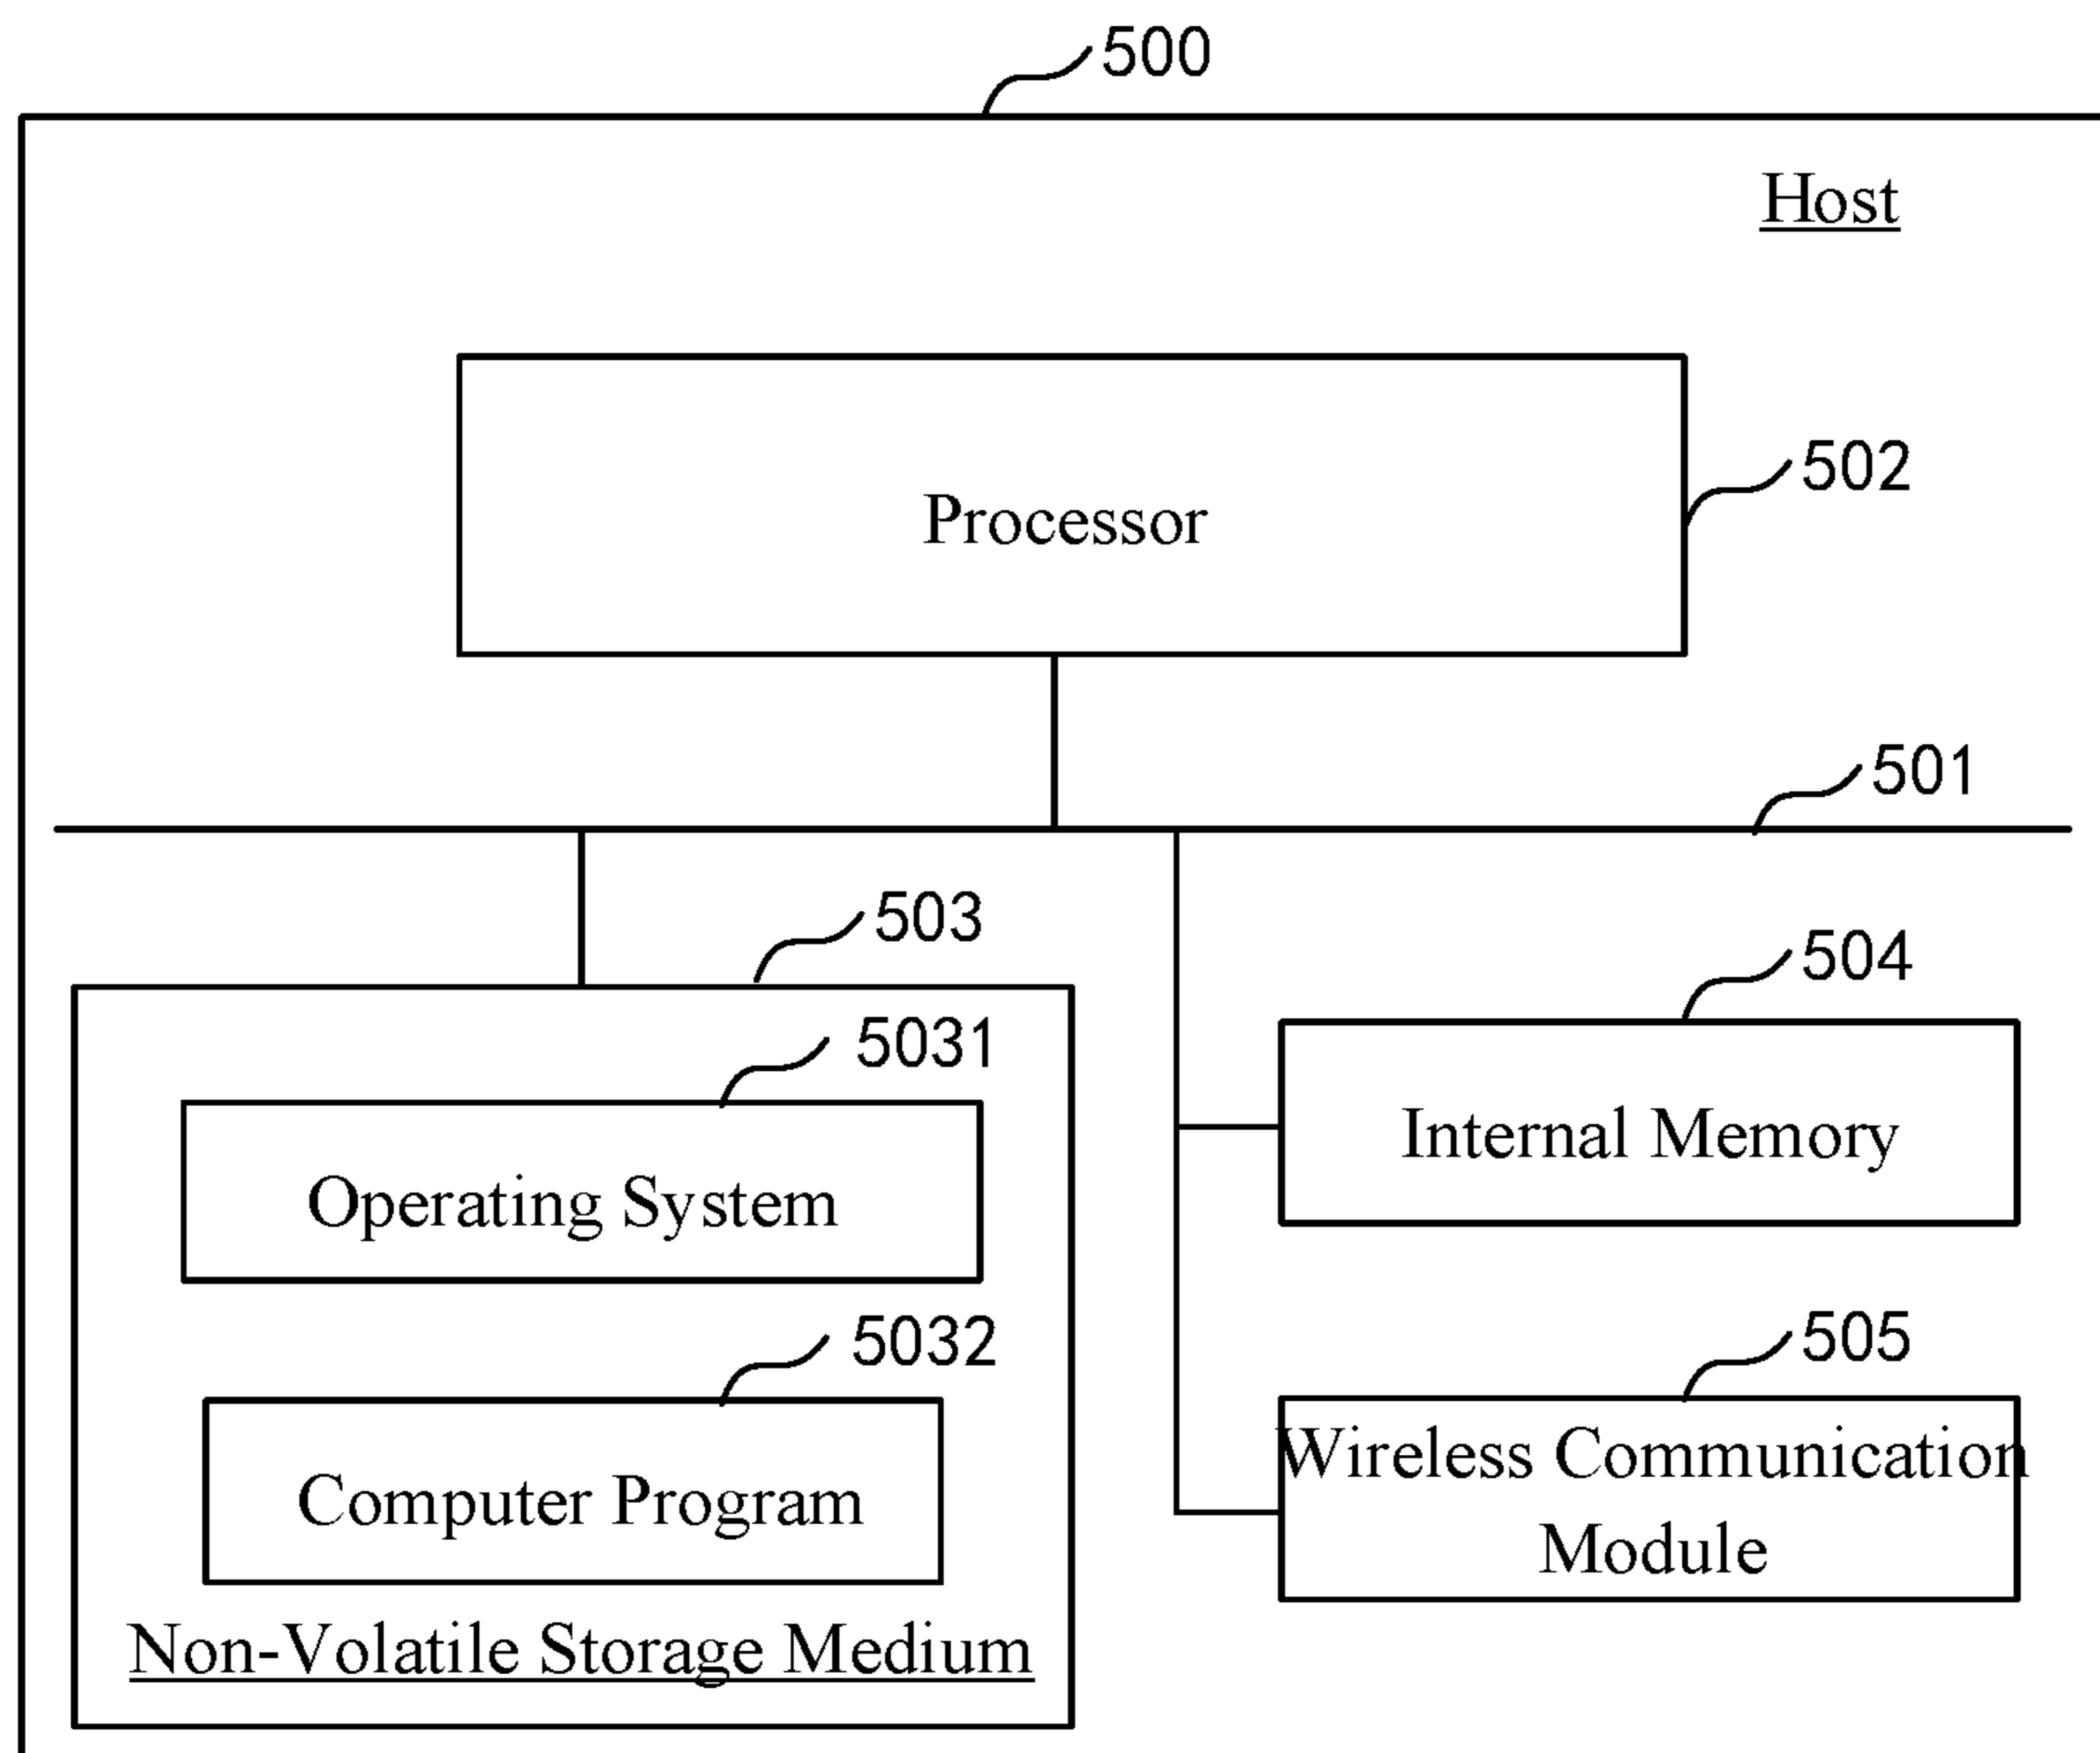 500
Host
Processor
502
501
503
504
5031
Internal Memory
Operating System
5032
505
Computer Program
Wireless Communication
Module
Non-Volatile Storage Medium